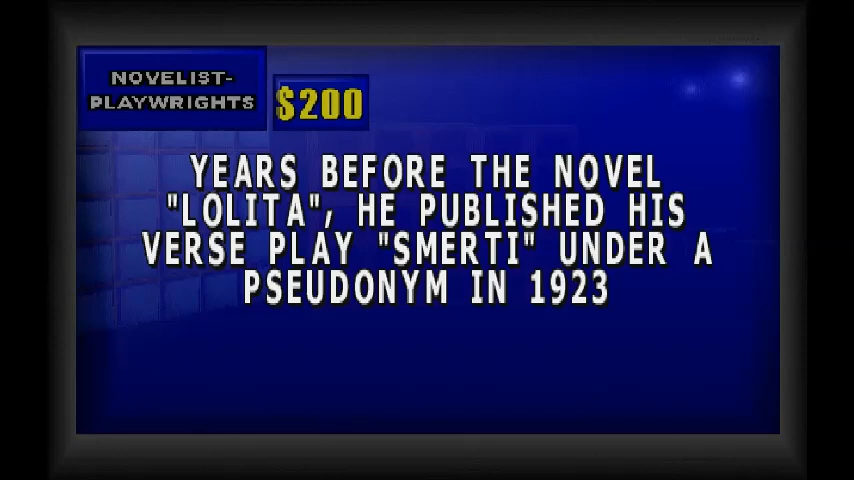 NOVELIST-
PLAYWRIGHTS
$200
YEARS BEFORE THE NOVEL
"LOLITA", HE PUBLISHED HIS
VERSE PLAY "SMERTI" UNDER A
PSEUDONYM IN 1923